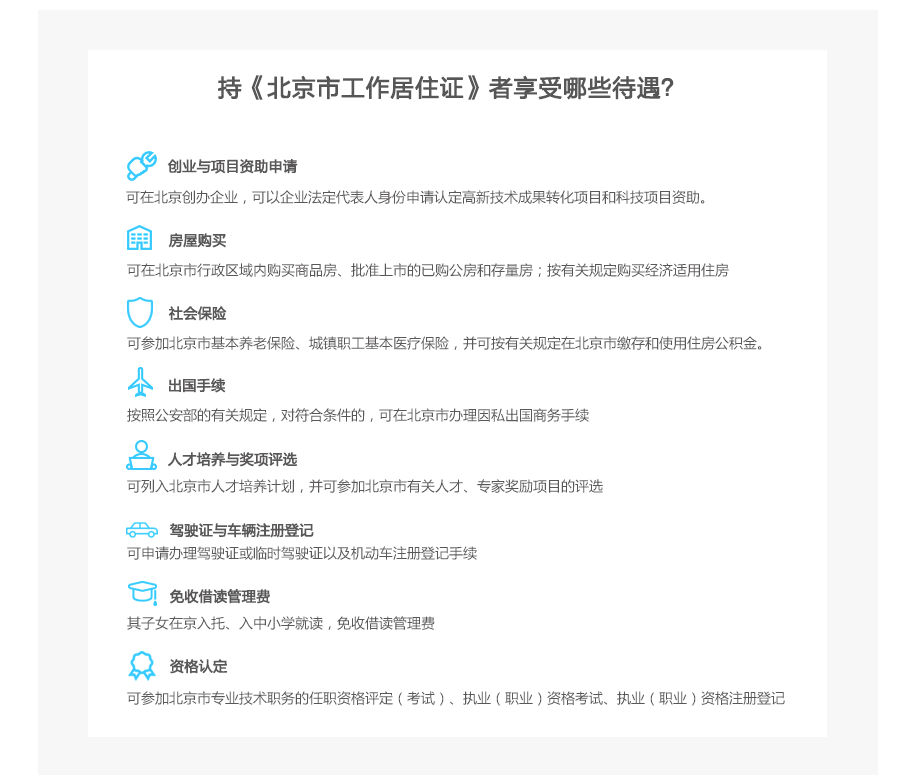 持《北京市工作居住证》者享受哪些待遇?
创业与项目资助申请
可在北京创办企业，可以企业法定代表人身份申请认定高新技术成果转化项目和科技项目资助。
房屋购买
可在北京市行政区域内购买商品房、批准上市的已购公房和存量房；按有关规定购买经济适用住房
社会保险
可参加北京市基本养老保险、城镇职工基本医疗保险，并可按有关规定在北京市缴存和使用住房公积金。
出国手续
按照公安部的有关规定，对符合条件的，可在北京市办理因私出国商务手续
人才培养与奖项评选
可列入北京市人才培养计划，并可参加北京市有关人才、专家奖励项目的评选
驾驶证与车辆注册登记
可申请办理驾驶证或临时驾驶证以及机动车注册登记手续
免收借读管理费
其子女在京入托、入中小学就读，免收借读管理费
资格认定
可参加北京市专业技术职务的任职资格评定（考试）、执业（职业）资格考试、执业（职业）资格注册登记